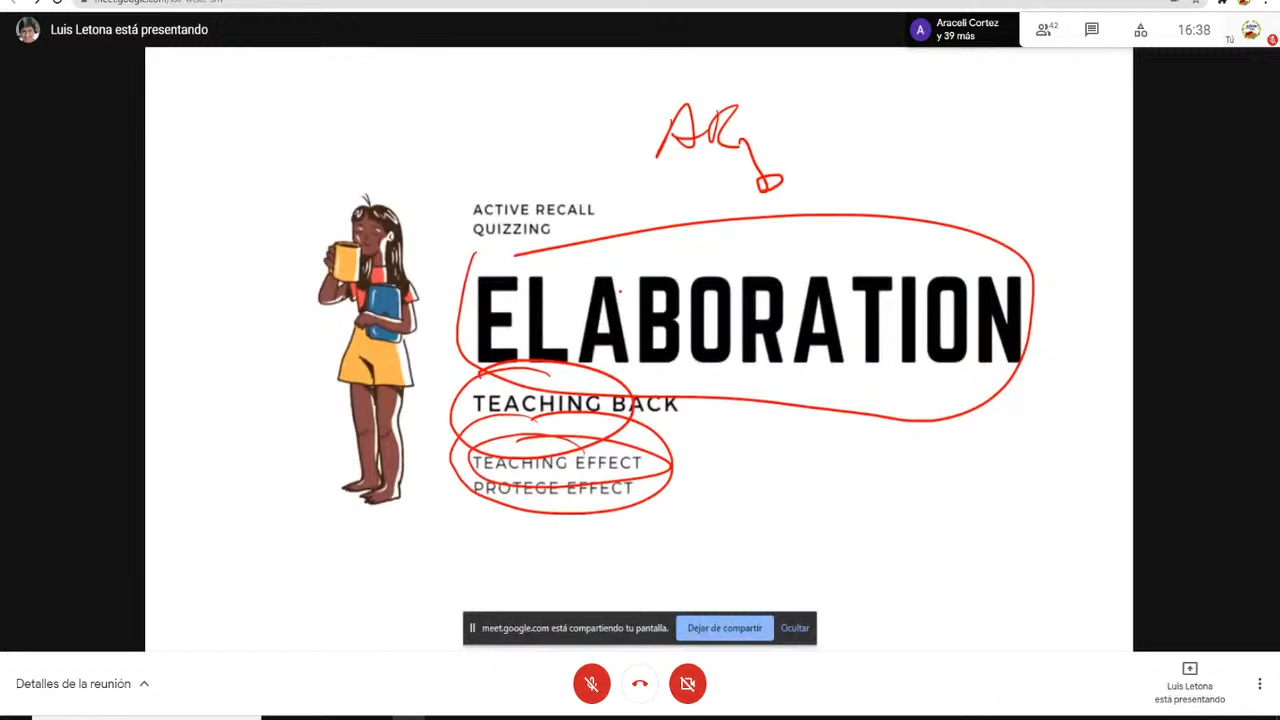 Luis Letona está presentando
A
Araceli Cortez
y 39 más
42
16:38
Tú
AR
ACTIVE RECALL
QUIZZING
ELABORATION
TEACHING BACK
TEACHING EFFECT
PROTEGE EFFECT
meet.google.com está compartiendo tu pantalla.
Dejar de compartir
Ocultar
Detalles de la reunión
Luis Letona
está presentando